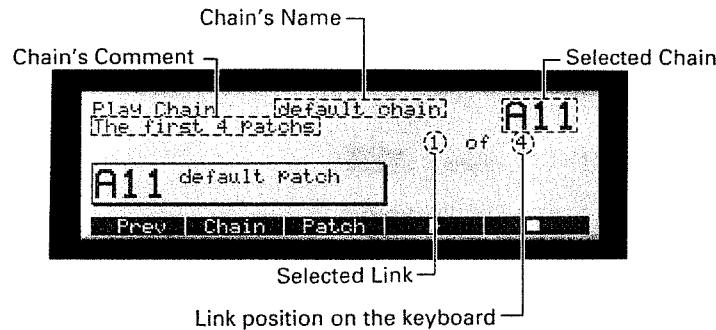 Chain's Name
Chain's Comment
Selected Chain
Play Chain default chain
A11
The first 4 Patchs
1 of 4
A11 default Patch
Prev Chain Patch
Selected Link
Link position on the keyboard